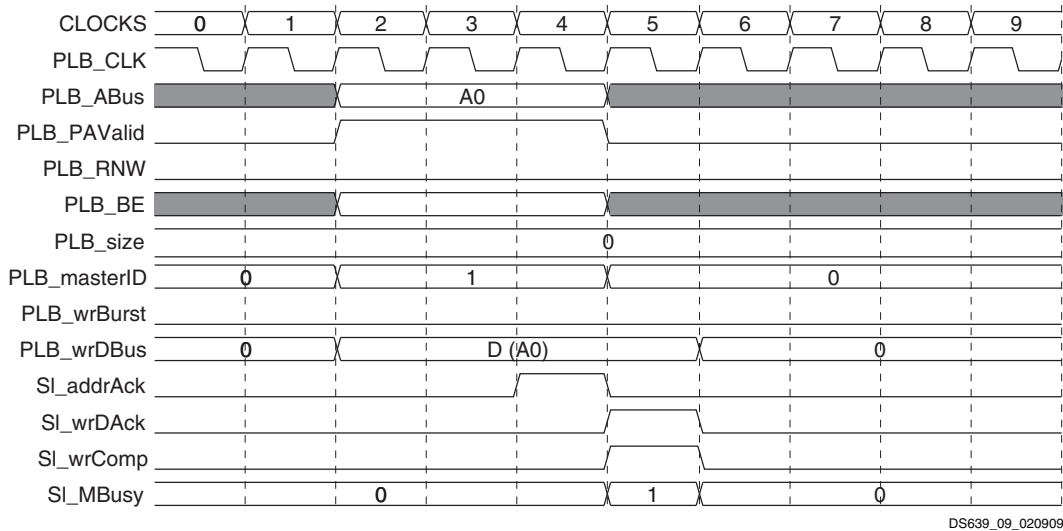 CLOCKS 0 1 2 3 4 5 6 7 8 9
PLB_CLK
PLB_ABus A0
PLB_PAValid
PLB_RNW
PLB_BE
PLB_size 0
PLB_masterID 0 1 0
PLB_wrBurst
PLB_wrDBus 0 D (A0) 0
Sl_addrAck
Sl_wrDAck
Sl_wrComp
Sl_MBusy 0 1 0
DS639_09_020909